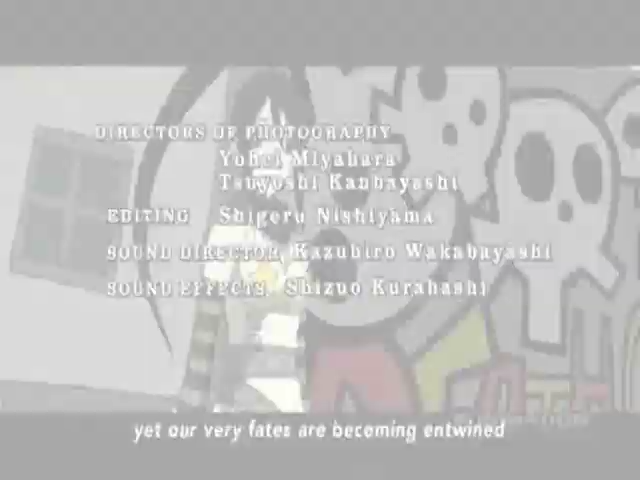 DIRECTORS OF PHOTOGRAPHY
Yohei Miyahara
Tsuyoshi Kanbayashi
EDITING Shigeru Nishiyama
SOUND DIRECTOR Kazuhiro Wakabayashi
SOUND EFFECTS Shizuo Kurahashi
yet our very fates are becoming entwined